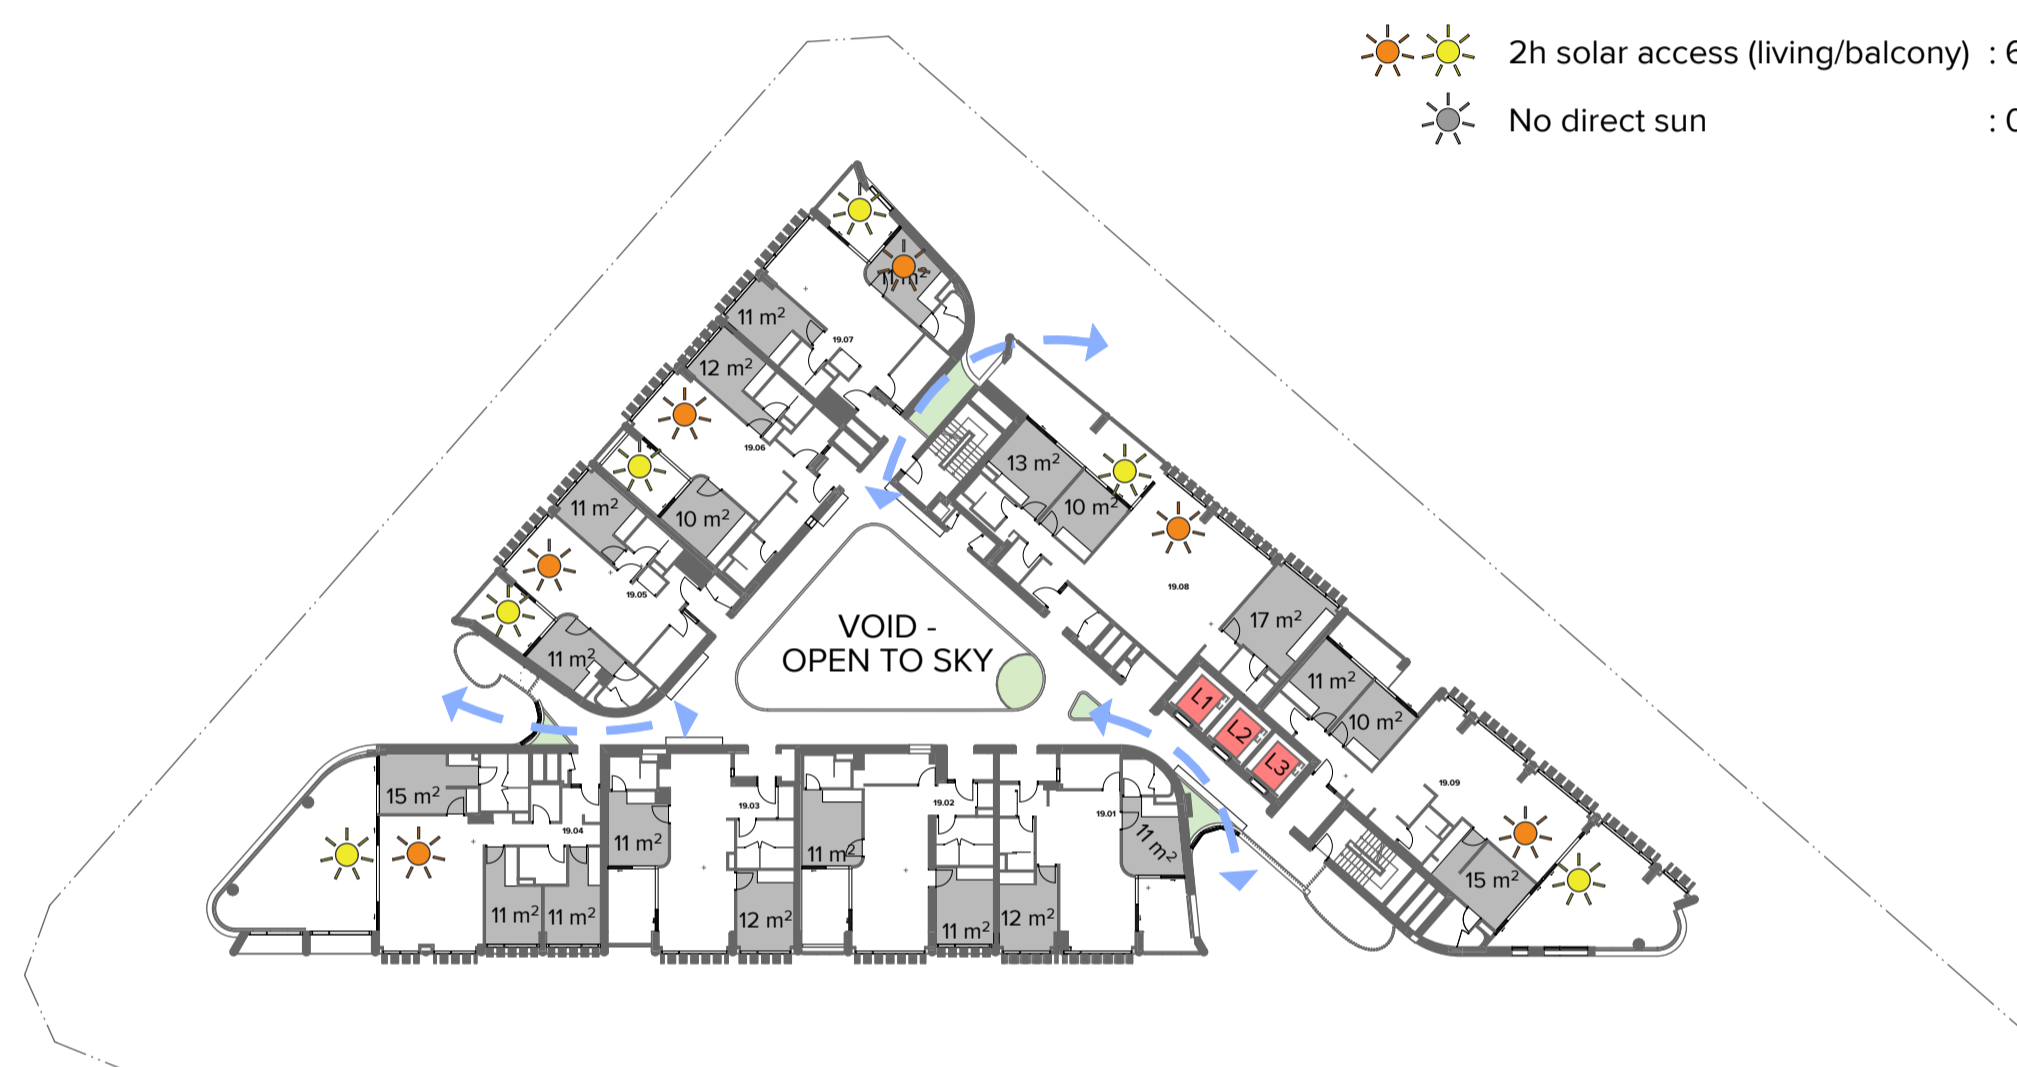 2h solar access (living/balcony) : 6
No direct sun : 0
11 m²
11 m²
19.07
12 m²
19.06
13 m²
11 m²
10 m²
10 m²
19.05
19.08
17 m²
VOID -
OPEN TO SKY
11 m²
11 m²
10 m²
L1
L2
L3
19.09
15 m²
19.04
19.03
19.02
19.01
11 m²
11 m²
11 m²
15 m²
11 m²
11 m²
12 m²
11 m²
12 m²